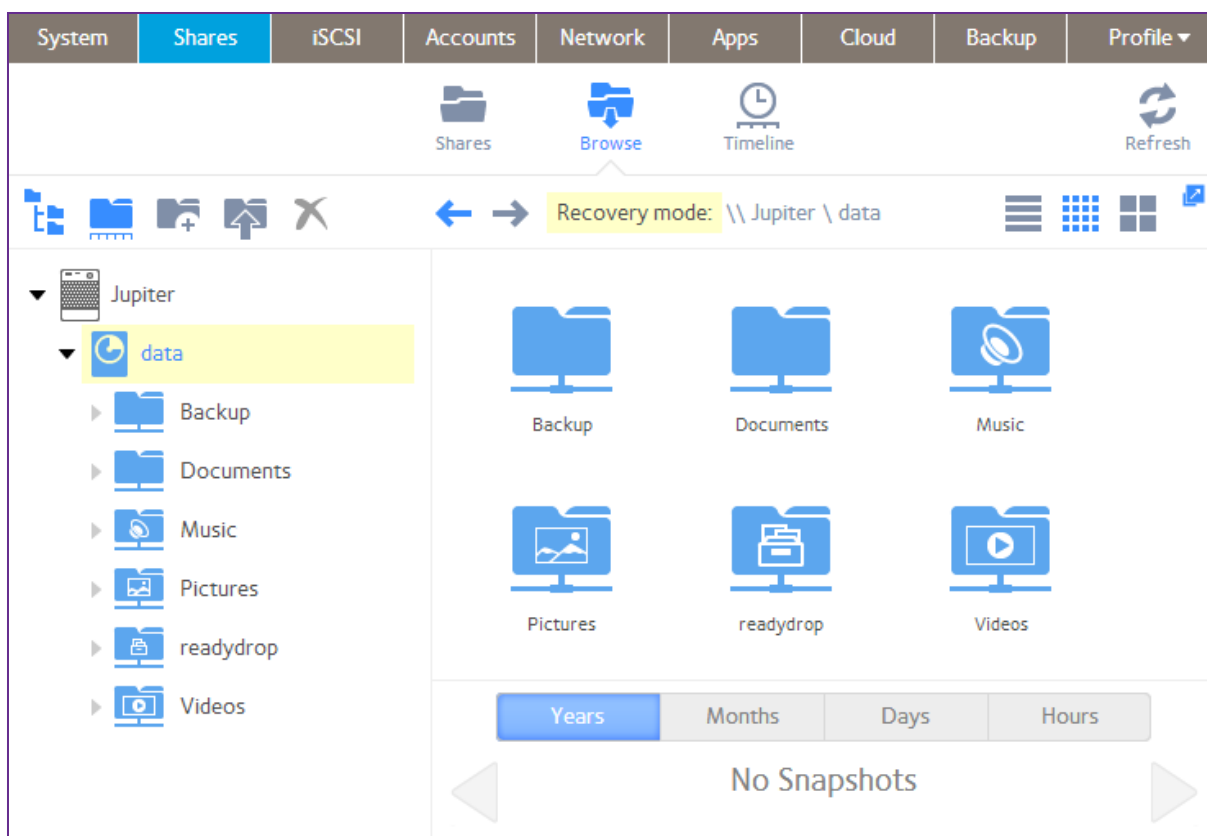 System Shares iSCSI Accounts Network Apps Cloud Backup Profile
Shares Browse Timeline Refresh
Recovery mode: \\ Jupiter \ data
Jupiter
data
Backup
Documents
Music
Pictures
readydrop
Videos
Backup Documents Music
Pictures readydrop Videos
Years Months Days Hours
No Snapshots